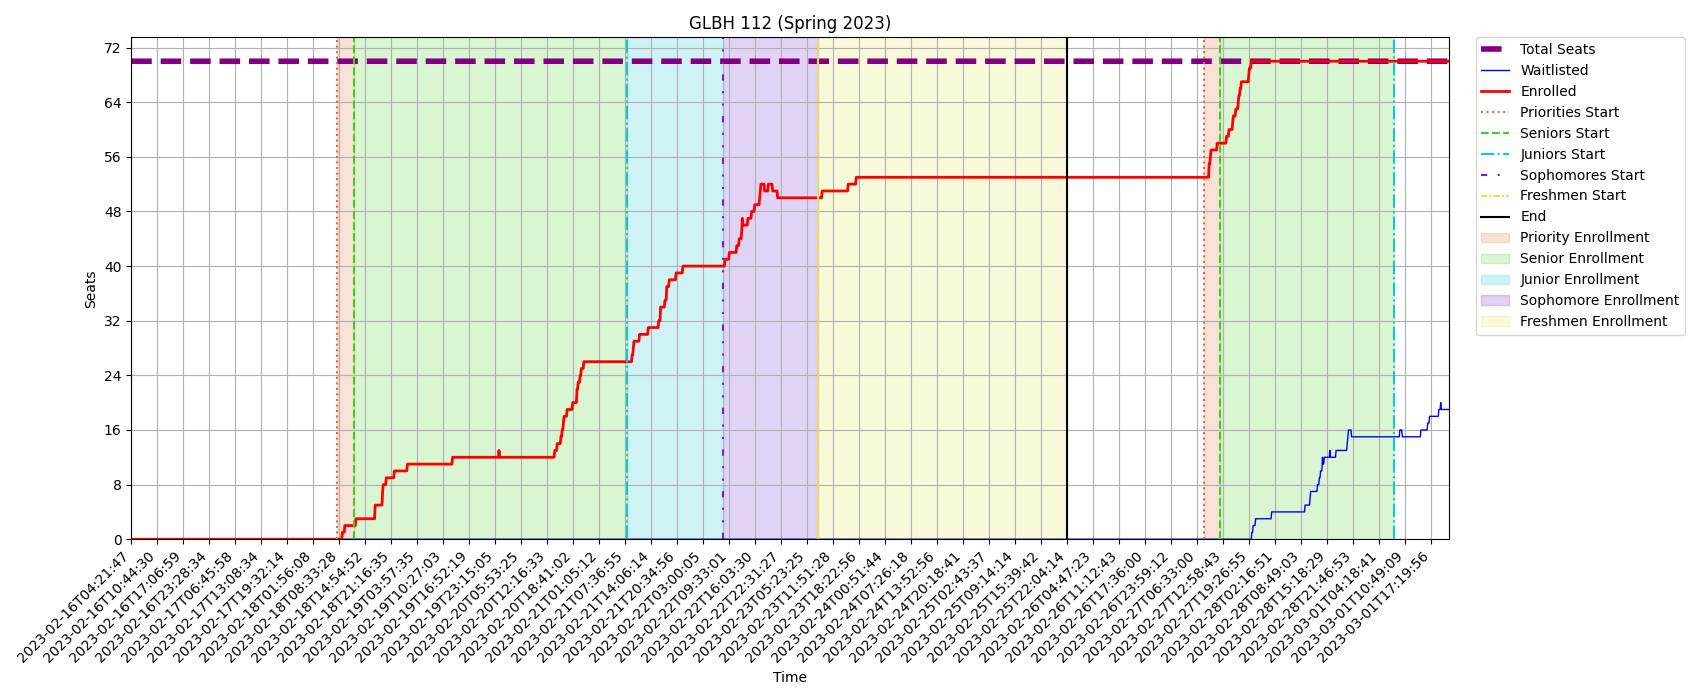 GLBH 112 (Spring 2023)
Seats
72
64
56
48
40
32
24
16
8
0
2023-02-16T04:21:47
2023-02-16T10:44:30
2023-02-16T17:06:59
2023-02-16T23:28:34
2023-02-17T06:45:58
2023-02-17T13:08:34
2023-02-17T19:32:14
2023-02-18T01:56:08
2023-02-18T08:33:28
2023-02-18T14:54:52
2023-02-18T21:16:35
2023-02-19T03:57:35
2023-02-19T10:27:03
2023-02-19T16:52:19
2023-02-19T23:15:05
2023-02-20T05:53:25
2023-02-20T12:16:33
2023-02-20T18:41:02
2023-02-21T01:05:12
2023-02-21T07:36:55
2023-02-21T14:06:14
2023-02-21T20:34:56
2023-02-22T03:00:05
2023-02-22T09:33:01
2023-02-22T16:03:30
2023-02-22T22:31:27
2023-02-23T05:23:25
2023-02-23T11:51:28
2023-02-23T18:22:56
2023-02-24T00:51:44
2023-02-24T07:26:18
2023-02-24T13:52:56
2023-02-24T20:18:41
2023-02-25T02:43:37
2023-02-25T09:14:14
2023-02-25T15:39:42
2023-02-25T22:04:14
2023-02-26T04:47:23
2023-02-26T11:12:43
2023-02-26T17:36:00
2023-02-26T23:59:12
2023-02-27T06:33:00
2023-02-27T12:58:43
2023-02-27T19:26:55
2023-02-28T02:16:51
2023-02-28T08:49:03
2023-02-28T15:18:29
2023-02-28T21:46:53
2023-03-01T04:18:41
2023-03-01T10:49:09
2023-03-01T17:19:56
Time
Total Seats
Waitlisted
Enrolled
Priorities Start
Seniors Start
Juniors Start
Sophomores Start
Freshmen Start
End
Priority Enrollment
Senior Enrollment
Junior Enrollment
Sophomore Enrollment
Freshmen Enrollment